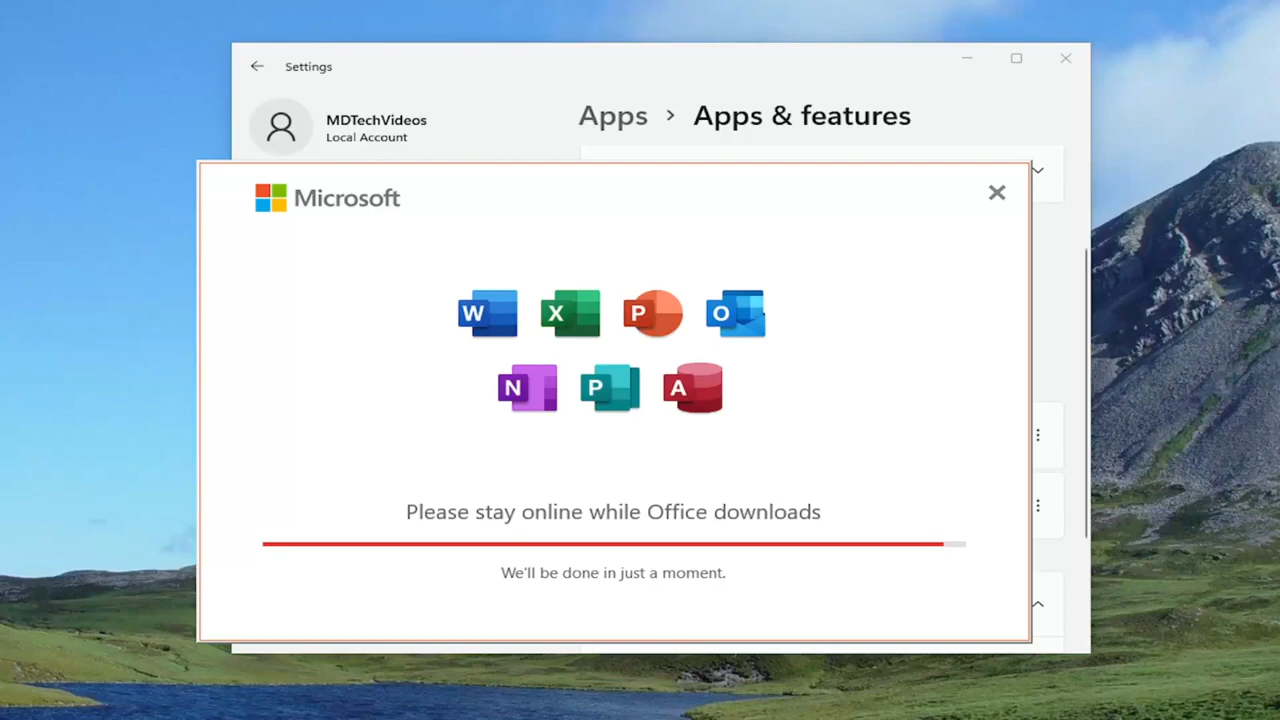 Settings
MDTechVideos
Local Account
Apps > Apps & features
Microsoft
W X P O
N P A
Please stay online while Office downloads
We'll be done in just a moment.